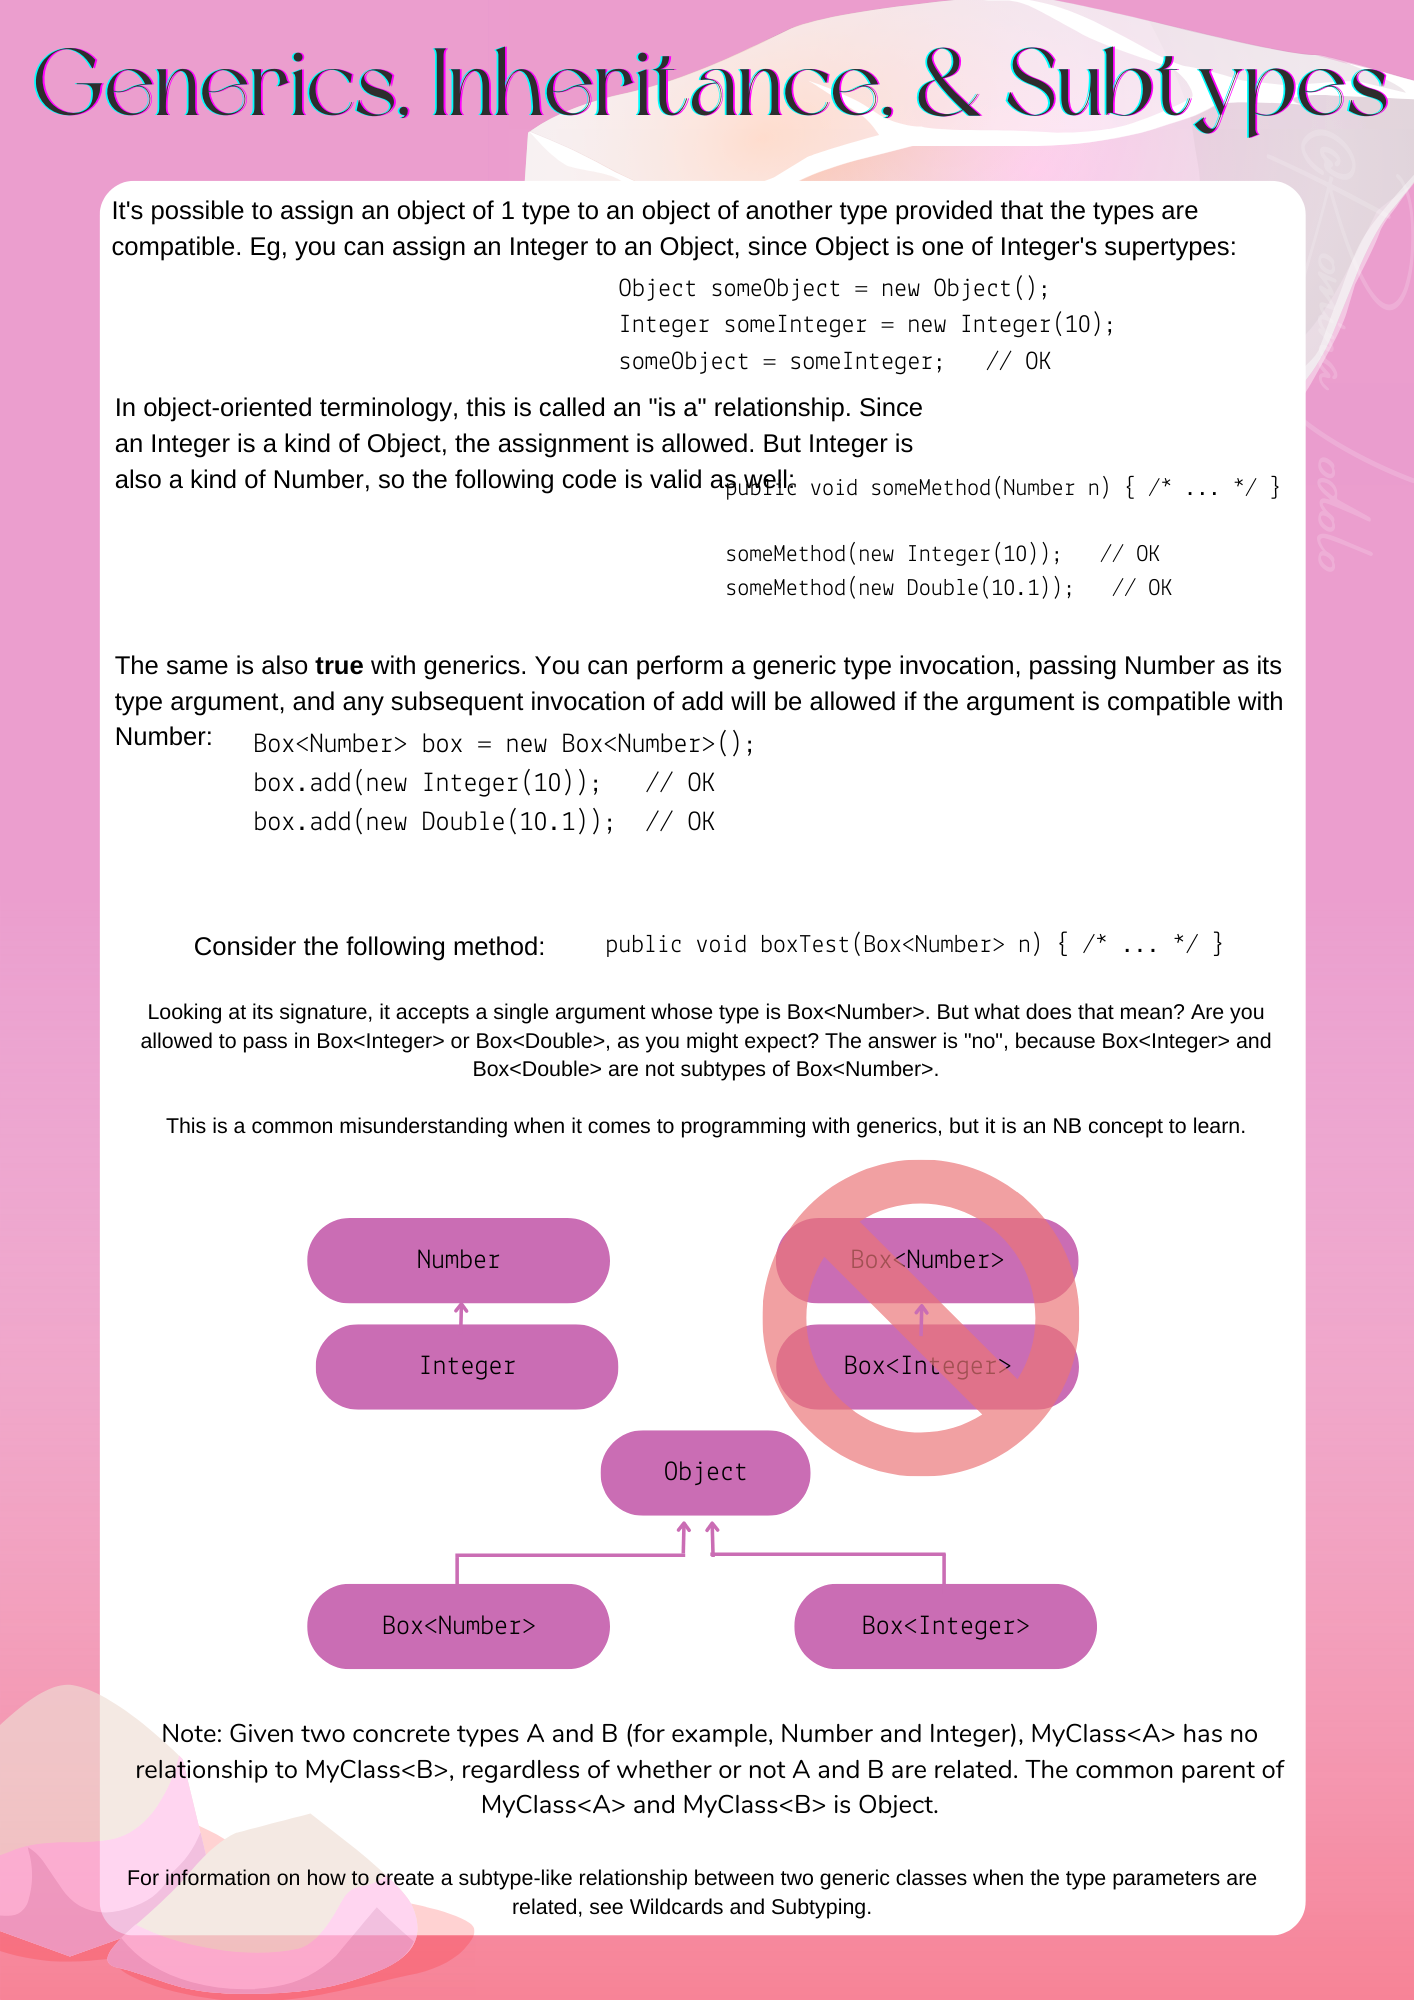 Generics, Inheritance, & Subtypes
It's possible to assign an object of 1 type to an object of another type provided that the types are
compatible. Eg, you can assign an Integer to an Object, since Object is one of Integer's supertypes:
Object someObject = new Object();
Integer someInteger = new Integer(10);
someObject = someInteger;   // OK
In object-oriented terminology, this is called an "is a" relationship. Since
an Integer is a kind of Object, the assignment is allowed. But Integer is
also a kind of Number, so the following code is valid as well:
public void someMethod(Number n) { /* ... */ }
someMethod(new Integer(10));   // OK
someMethod(new Double(10.1));   // OK
The same is also true with generics. You can perform a generic type invocation, passing Number as its
type argument, and any subsequent invocation of add will be allowed if the argument is compatible with
Number:
Box<Number> box = new Box<Number>();
box.add(new Integer(10));   // OK
box.add(new Double(10.1));  // OK
Consider the following method:
public void boxTest(Box<Number> n) { /* ... */ }
Looking at its signature, it accepts a single argument whose type is Box<Number>. But what does that mean? Are you
allowed to pass in Box<Integer> or Box<Double>, as you might expect? The answer is "no", because Box<Integer> and
Box<Double> are not subtypes of Box<Number>.
This is a common misunderstanding when it comes to programming with generics, but it is an NB concept to learn.
Number
Box<Number>
Integer
Box<Integer>
Object
Box<Number>
Box<Integer>
Note: Given two concrete types A and B (for example, Number and Integer), MyClass<A> has no
relationship to MyClass<B>, regardless of whether or not A and B are related. The common parent of
MyClass<A> and MyClass<B> is Object.
For information on how to create a subtype-like relationship between two generic classes when the type parameters are
related, see Wildcards and Subtyping.